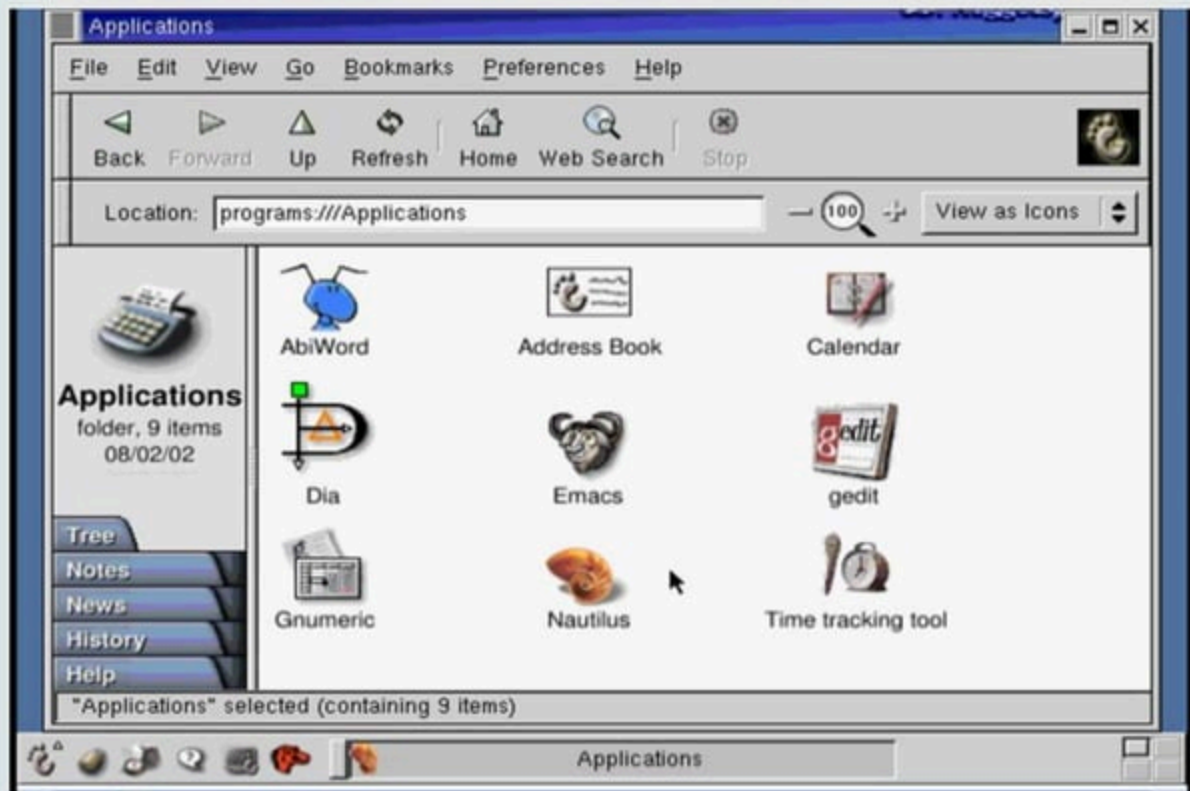 Applications
File Edit View Go Bookmarks Preferences Help
Back Forward Up Refresh Home Web Search Stop
Location: programs:///Applications 100 View as Icons
AbiWord Address Book Calendar
Applications
folder, 9 items
08/02/02
Dia Emacs gedit
gedit
Tree
Notes
News
History
Help
Gnumeric Nautilus Time tracking tool
"Applications" selected (containing 9 items)
Applications